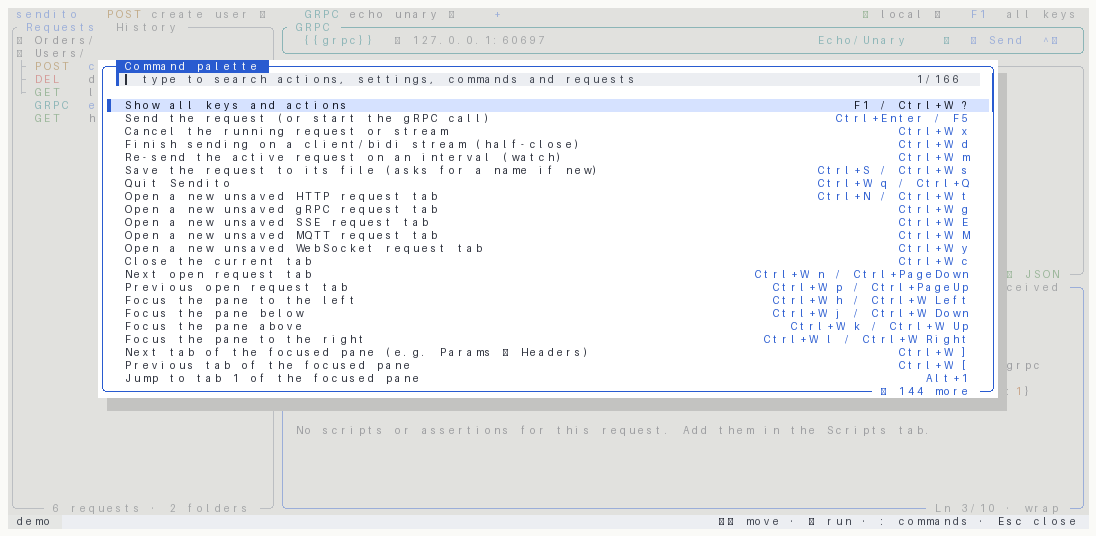 sendito POST create user GRPC echo unary + local F1 all keys
Requests History GRPC
Orders/ {{grpc}} 127.0.0.1:60697 Echo/Unary Send ^
Users/
POST c
DEL d
GET l
GRPC e
GET h
Command palette
type to search actions, settings, commands and requests 1/166
Show all keys and actions F1 / Ctrl+W ?
Send the request (or start the gRPC call) Ctrl+Enter / F5
Cancel the running request or stream Ctrl+W x
Finish sending on a client/bidi stream (half-close) Ctrl+W d
Re-send the active request on an interval (watch) Ctrl+W m
Save the request to its file (asks for a name if new) Ctrl+S / Ctrl+W s
Quit Sendito Ctrl+W q / Ctrl+Q
Open a new unsaved HTTP request tab Ctrl+N / Ctrl+W t
Open a new unsaved gRPC request tab Ctrl+W g
Open a new unsaved SSE request tab Ctrl+W E
Open a new unsaved MQTT request tab Ctrl+W M
Open a new unsaved WebSocket request tab Ctrl+W y
Close the current tab Ctrl+W c
Next open request tab Ctrl+W n / Ctrl+PageDown
Previous open request tab Ctrl+W p / Ctrl+PageUp
Focus the pane to the left Ctrl+W h / Ctrl+W Left
Focus the pane below Ctrl+W j / Ctrl+W Down
Focus the pane above Ctrl+W k / Ctrl+W Up
Focus the pane to the right Ctrl+W l / Ctrl+W Right
Next tab of the focused pane (e.g. Params Headers) Ctrl+W ]
Previous tab of the focused pane Ctrl+W [
Jump to tab 1 of the focused pane Alt+1
144 more
JSON
ceived
grpc
: 1}
No scripts or assertions for this request. Add them in the Scripts tab.
6 requests · 2 folders Ln 3/10 · wrap
demo move · run · : commands · Esc close